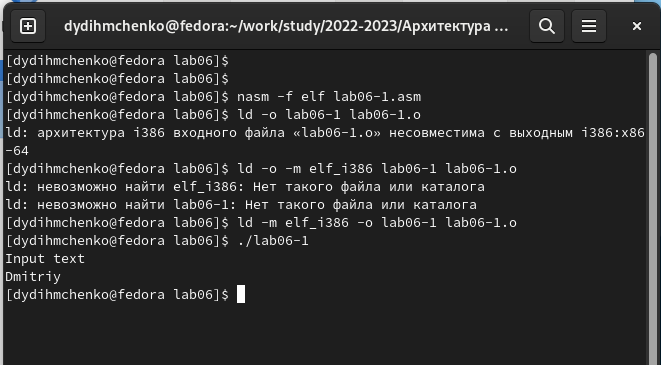 dydihmchenko@fedora:~/work/study/2022-2023/Архитектура ...
[dydihmchenko@fedora lab06]$
[dydihmchenko@fedora lab06]$
[dydihmchenko@fedora lab06]$ nasm -f elf lab06-1.asm
[dydihmchenko@fedora lab06]$ ld -o lab06-1 lab06-1.o
ld: архитектура i386 входного файла «lab06-1.o» несовместима с выходным i386:x86
-64
[dydihmchenko@fedora lab06]$ ld -o -m elf_i386 lab06-1 lab06-1.o
ld: невозможно найти elf_i386: Нет такого файла или каталога
ld: невозможно найти lab06-1: Нет такого файла или каталога
[dydihmchenko@fedora lab06]$ ld -m elf_i386 -o lab06-1 lab06-1.o
[dydihmchenko@fedora lab06]$ ./lab06-1
Input text
Dmitriy
[dydihmchenko@fedora lab06]$